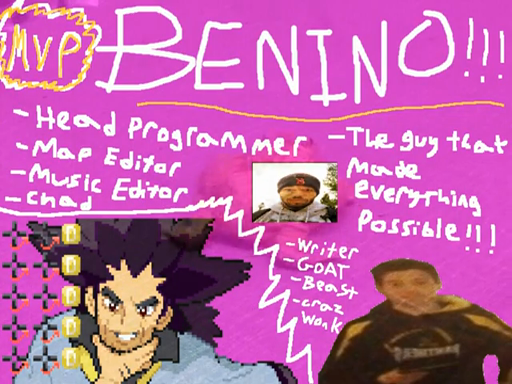 MVP
BENINO!!!
- Head Programmer
- Map Editor
- Music Editor
- Chad
- The guy that
made
everything
Possible!!!
- Writer
- GOAT
- Beast
- craz
Wonk